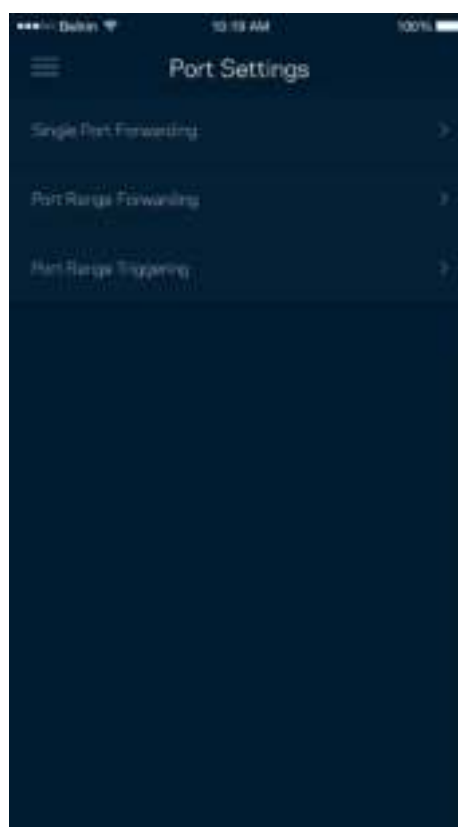 Belkin 10:19 AM 100%
Port Settings
Single Port Forwarding
Port Range Forwarding
Port Range Triggering